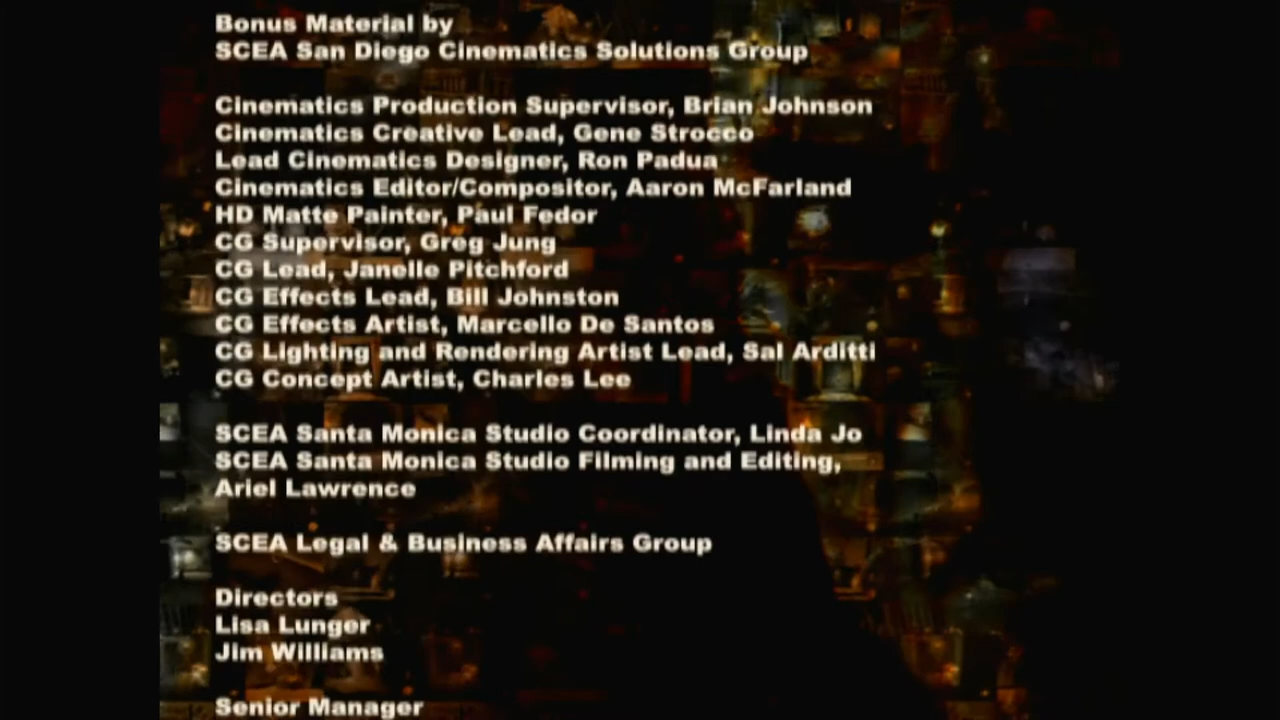 Bonus Material by
SCEA San Diego Cinematics Solutions Group
Cinematics Production Supervisor, Brian Johnson
Cinematics Creative Lead, Gene Strocco
Lead Cinematics Designer, Ron Padua
Cinematics Editor/Compositor, Aaron McFarland
HD Matte Painter, Paul Fedor
CG Supervisor, Greg Jung
CG Lead, Janelle Pitchford
CG Effects Lead, Bill Johnston
CG Effects Artist, Marcello De Santos
CG Lighting and Rendering Artist Lead, Sal Arditti
CG Concept Artist, Charles Lee
SCEA Santa Monica Studio Coordinator, Linda Jo
SCEA Santa Monica Studio Filming and Editing,
Ariel Lawrence
SCEA Legal & Business Affairs Group
Directors
Lisa Lunger
Jim Williams
Senior Manager